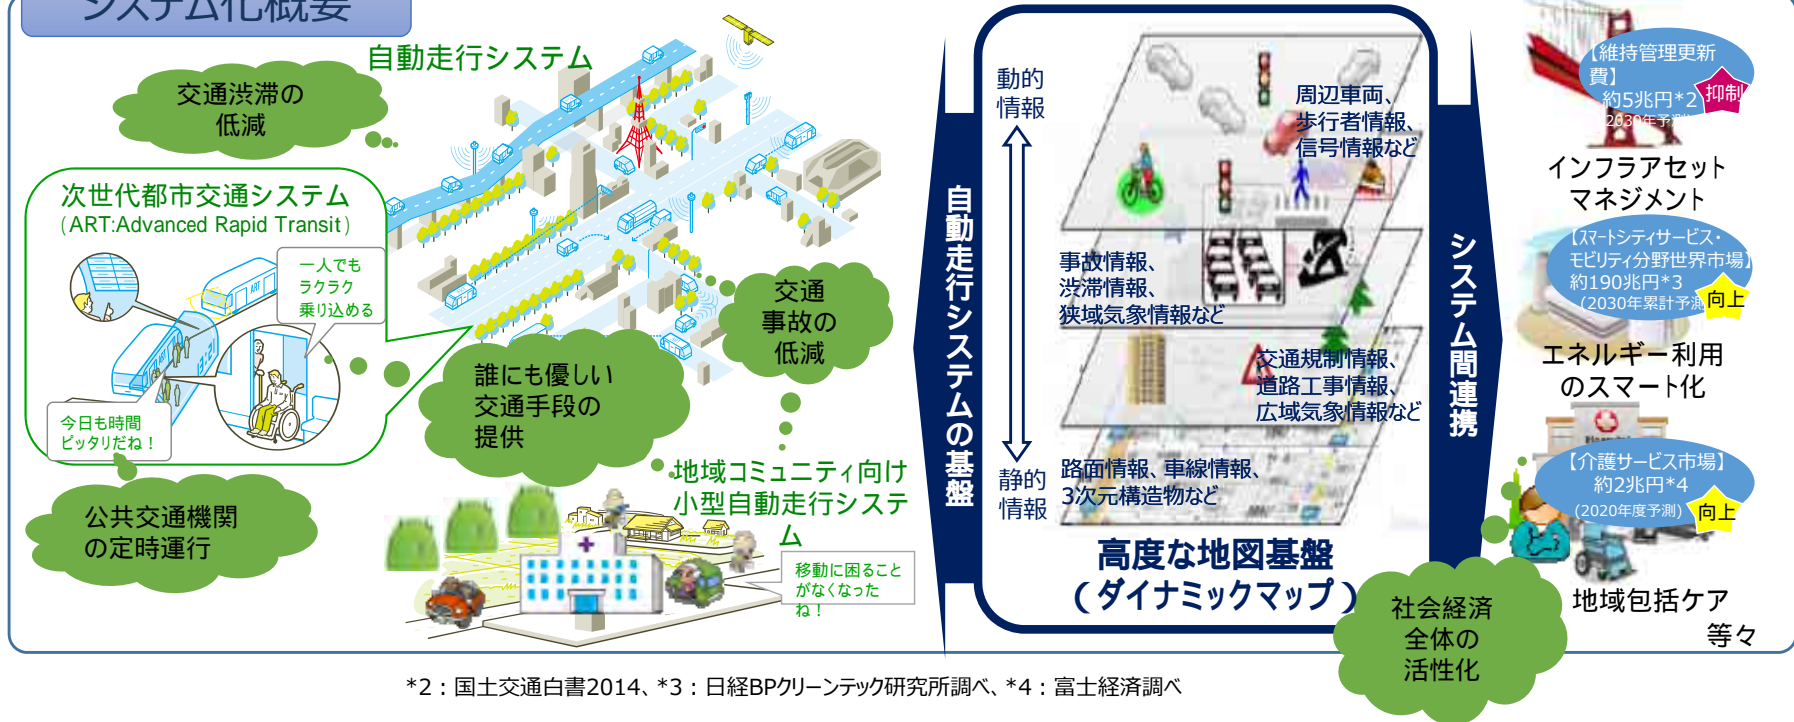 システム化概要
自動走行システム
交通渋滞の
低減
次世代都市交通システム
(ART:Advanced Rapid Transit)
一人でも
ラクラク
乗り込める
ART
ART
今日も時間
ピッタリだね！
公共交通機関
の定時運行
誰にも優しい
交通手段の
提供
交通
事故の
低減
地域コミュニティ向け
小型自動走行システ
ム
移動に困ること
がなくなった
ね！
自動走行システムの基盤
動的
情報
静的
情報
周辺車両、
歩行者情報、
信号情報など
事故情報、
渋滞情報、
狭域気象情報など
交通規制情報、
道路工事情報、
広域気象情報など
路面情報、車線情報、
3次元構造物など
高度な地図基盤
（ダイナミックマップ）
システム間連携
【維持管理更新
費】
約5兆円*2
(2030年予測)
抑制
インフラアセット
マネジメント
【スマートシティサービス・
モビリティ分野世界市場】
約190兆円*3
(2030年累計予測
向上
エネルギー利用
のスマート化
Hospital
【介護サービス市場】
約2兆円*4
(2020年度予測)
向上
地域包括ケア
等々
社会経済
全体の
活性化
*2：国土交通白書2014、*3：日経BPクリーンテック研究所調べ、*4：富士経済調べ